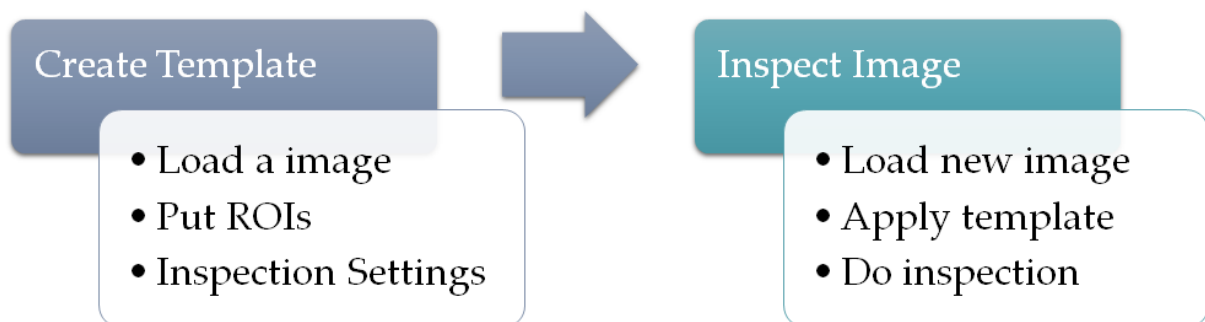 Create Template
• Load a image
• Put ROIs
• Inspection Settings
Inspect Image
• Load new image
• Apply template
• Do inspection